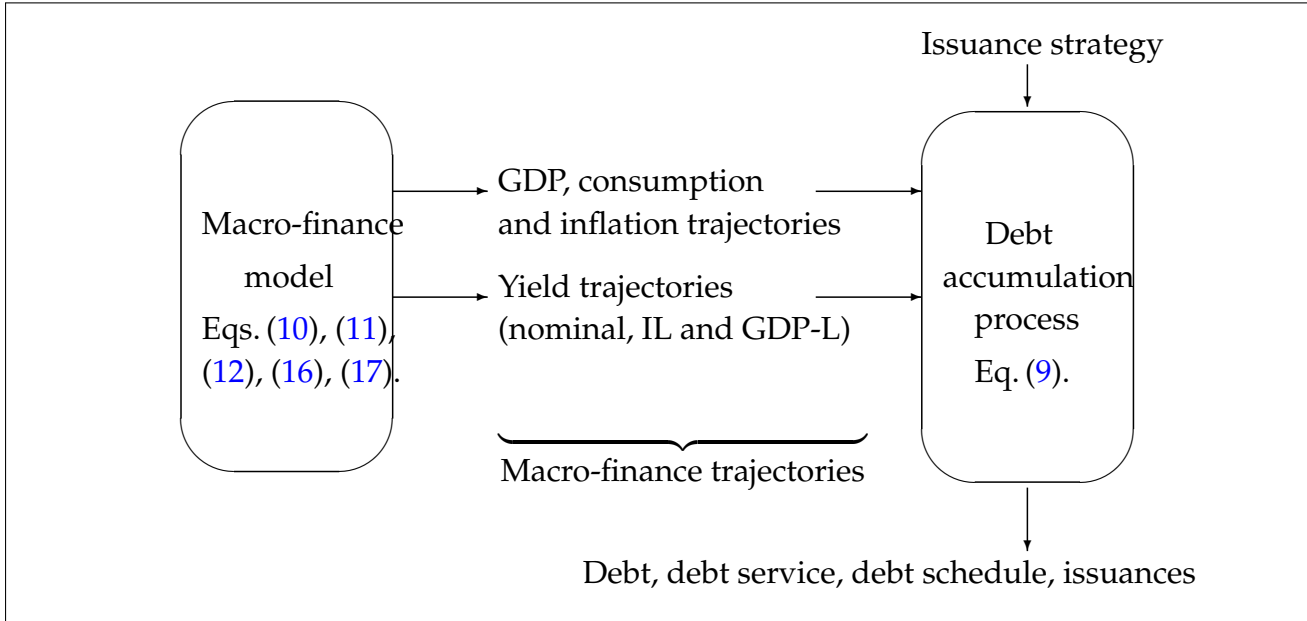 Issuance strategy
Macro-finance
model
Eqs. (10), (11),
(12), (16), (17).
GDP, consumption
and inflation trajectories
Yield trajectories
(nominal, IL and GDP-L)
Macro-finance trajectories
Debt
accumulation
process
Eq. (9).
Debt, debt service, debt schedule, issuances